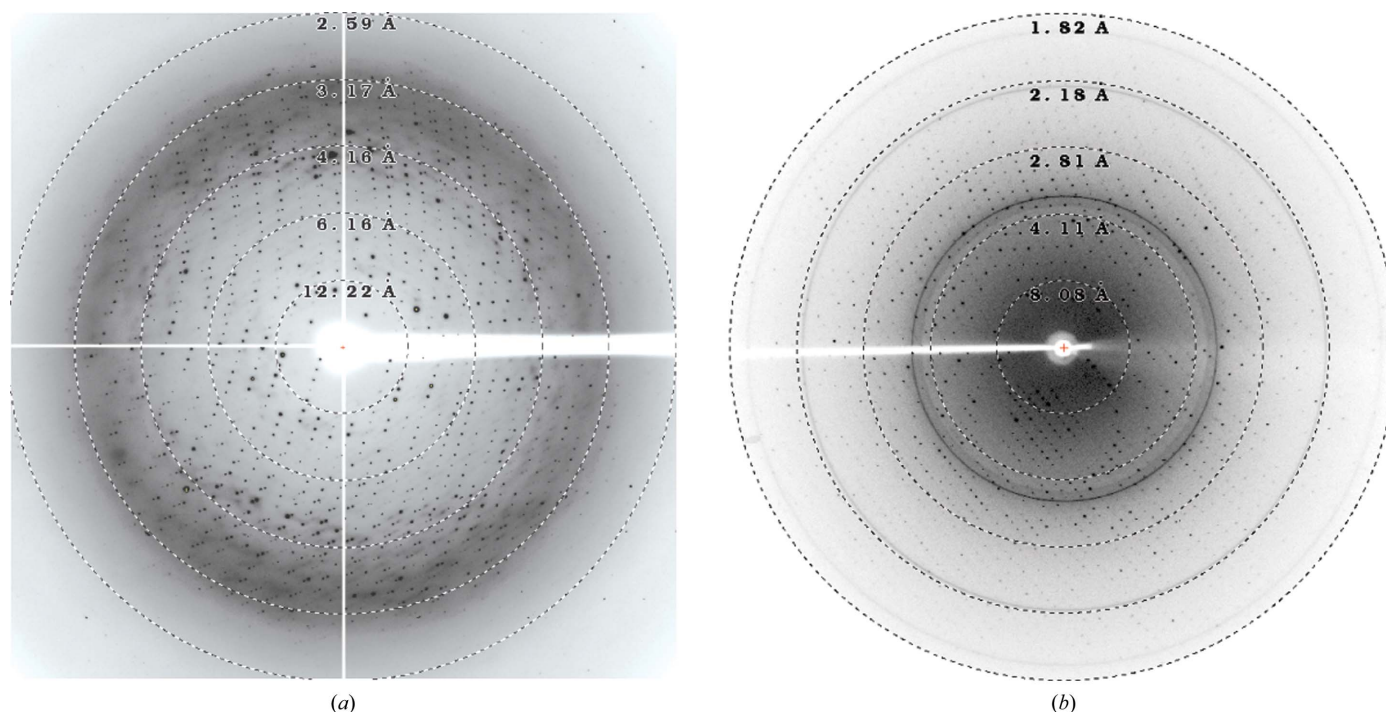 2.59 Å
3.17 Å
4.16 Å
6.16 Å
12.22 Å
(a)
1.82 Å
2.18 Å
2.81 Å
4.11 Å
8.08 Å
(b)